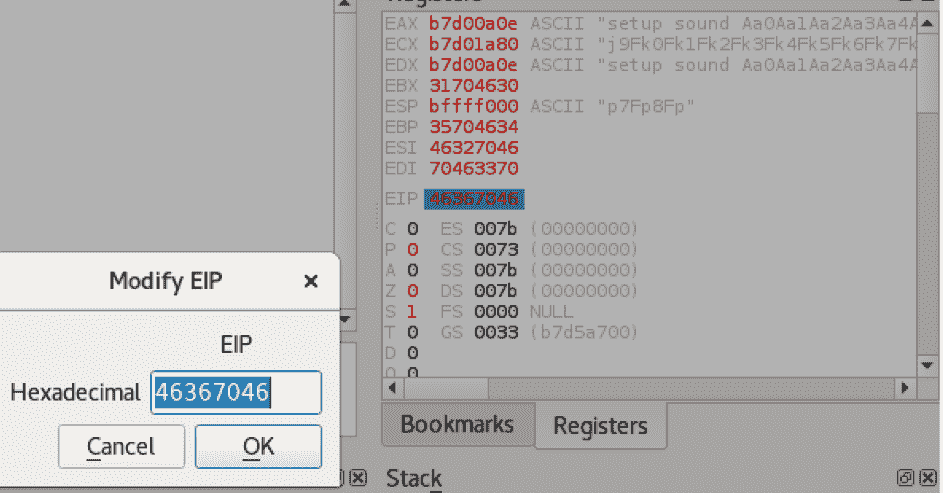 Registers
EAX b7d00a0e ASCII "setup sound Aa0Aa1Aa2Aa3Aa4A
ECX b7d01a80 ASCII "j9Fk0Fk1Fk2Fk3Fk4Fk5Fk6Fk7Fk
EDX b7d00a0e ASCII "setup sound Aa0Aa1Aa2Aa3Aa4A
EBX 31704630
ESP bffff000 ASCII "p7Fp8Fp"
EBP 35704634
ESI 46327046
EDI 70463370
EIP 46367046
C 0 ES 007b (00000000)
P 0 CS 0073 (00000000)
A 0 SS 007b (00000000)
Z 0 DS 007b (00000000)
S 1 FS 0000 NULL
T 0 GS 0033 (b7d5a700)
D 0
O 0
Modify EIP
EIP
Hexadecimal 46367046
Cancel OK
Bookmarks Registers
Stack